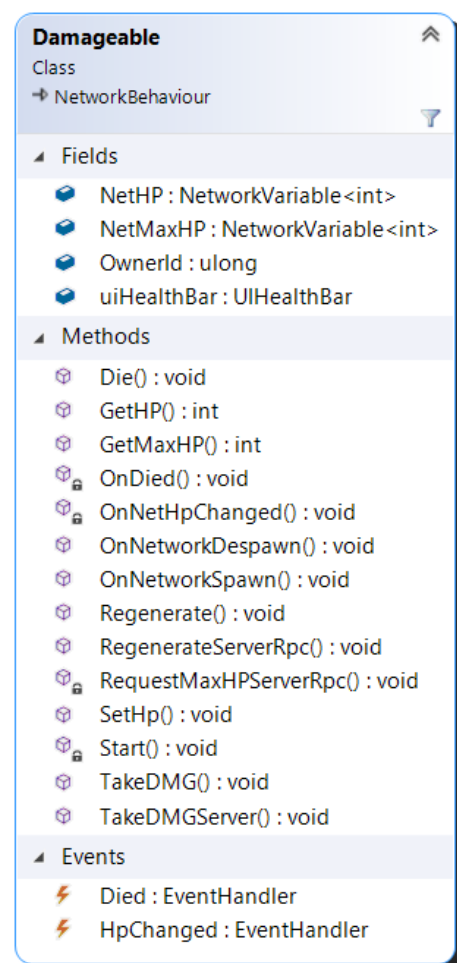 Damageable
Class
NetworkBehaviour
Fields
NetHP : NetworkVariable<int>
NetMaxHP : NetworkVariable<int>
OwnerId : ulong
uiHealthBar : UIHealthBar
Methods
Die() : void
GetHP() : int
GetMaxHP() : int
OnDied() : void
OnNetHpChanged() : void
OnNetworkDespawn() : void
OnNetworkSpawn() : void
Regenerate() : void
RegenerateServerRpc() : void
RequestMaxHPServerRpc() : void
SetHp() : void
Start() : void
TakeDMG() : void
TakeDMGServer() : void
Events
Died : EventHandler
HpChanged : EventHandler